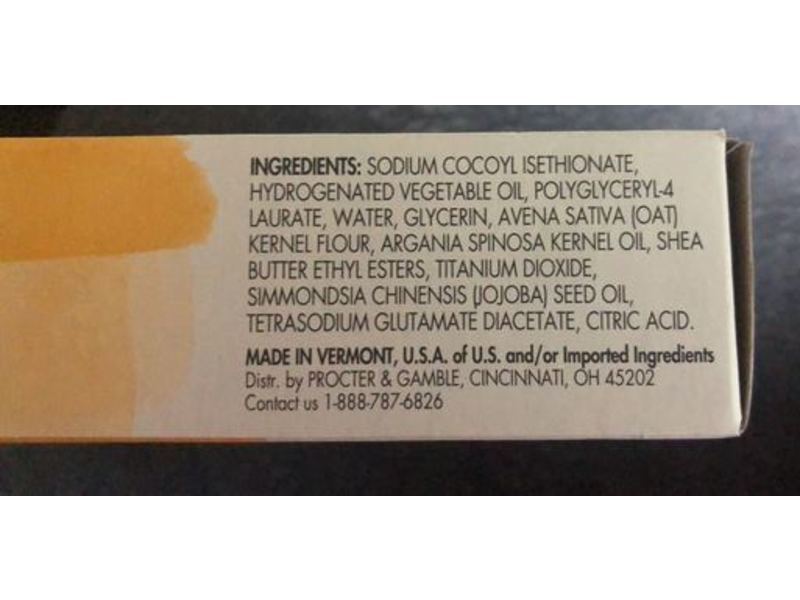 INGREDIENTS: SODIUM COCOYL ISETHIONATE,
HYDROGENATED VEGETABLE OIL, POLYGLYCERYL-4
LAURATE, WATER, GLYCERIN, AVENA SATIVA (OAT)
KERNEL FLOUR, ARGANIA SPINOSA KERNEL OIL, SHEA
BUTTER ETHYL ESTERS, TITANIUM DIOXIDE,
SIMMONDSIA CHINENSIS (JOJOBA) SEED OIL,
TETRASODIUM GLUTAMATE DIACETATE, CITRIC ACID.
MADE IN VERMONT, U.S.A. of U.S. and/or Imported Ingredients
Distr. by PROCTER & GAMBLE, CINCINNATI, OH 45202
Contact us 1-888-787-6826